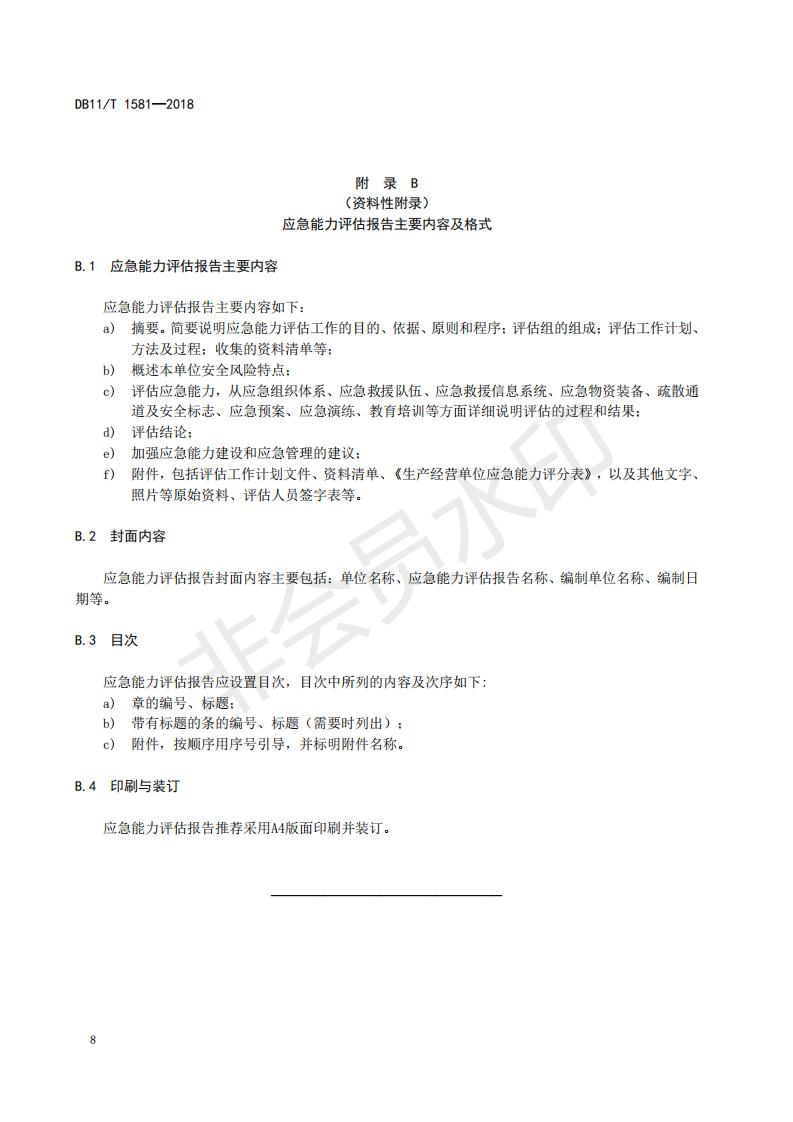 DB11/T 1581—2018
附 录 B
（资料性附录）
应急能力评估报告主要内容及格式
B.1 应急能力评估报告主要内容
应急能力评估报告主要内容如下：
a) 摘要。简要说明应急能力评估工作的目的、依据、原则和程序；评估组的组成；评估工作计划、
方法及过程；收集的资料清单等；
b) 概述本单位安全风险特点；
c) 评估应急能力，从应急组织体系、应急救援队伍、应急救援信息系统、应急物资装备、疏散通
道及安全标志、应急预案、应急演练、教育培训等方面详细说明评估的过程和结果；
d) 评估结论；
e) 加强应急能力建设和应急管理的建议；
f) 附件，包括评估工作计划文件、资料清单、《生产经营单位应急能力评分表》，以及其他文字、
照片等原始资料、评估人员签字表等。
B.2 封面内容
应急能力评估报告封面内容主要包括：单位名称、应急能力评估报告名称、编制单位名称、编制日
期等。
B.3 目次
应急能力评估报告应设置目次，目次中所列的内容及次序如下：
a) 章的编号、标题；
b) 带有标题的条的编号、标题（需要时列出）；
c) 附件，按顺序用序号引导，并标明附件名称。
B.4 印刷与装订
应急能力评估报告推荐采用A4版面印刷并装订。
8
非会员水印